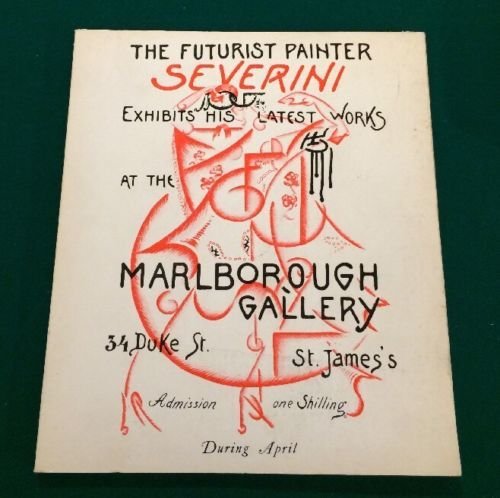 THE FUTURIST PAINTER
SEVERINI
EXHIBITS HIS LATEST WORKS
AT THE
MARLBOROUGH
GALLERY
34, Duke St. St. James's
Admission one Shilling
During April